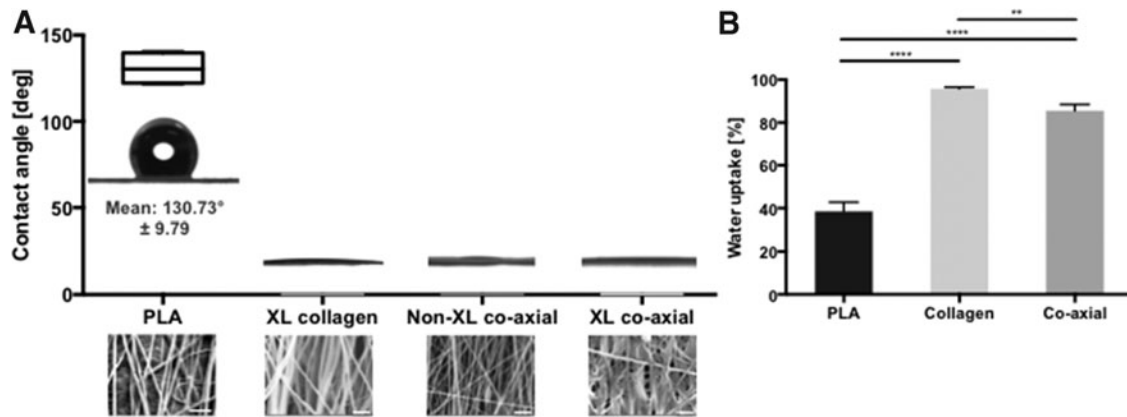 A
Contact angle [deg]
150
100
50
0
Mean: 130.73°
± 9.79
PLA
XL collagen
Non-XL co-axial
XL co-axial
B
**
****
****
Water uptake [%]
100
80
60
40
20
0
PLA
Collagen
Co-axial